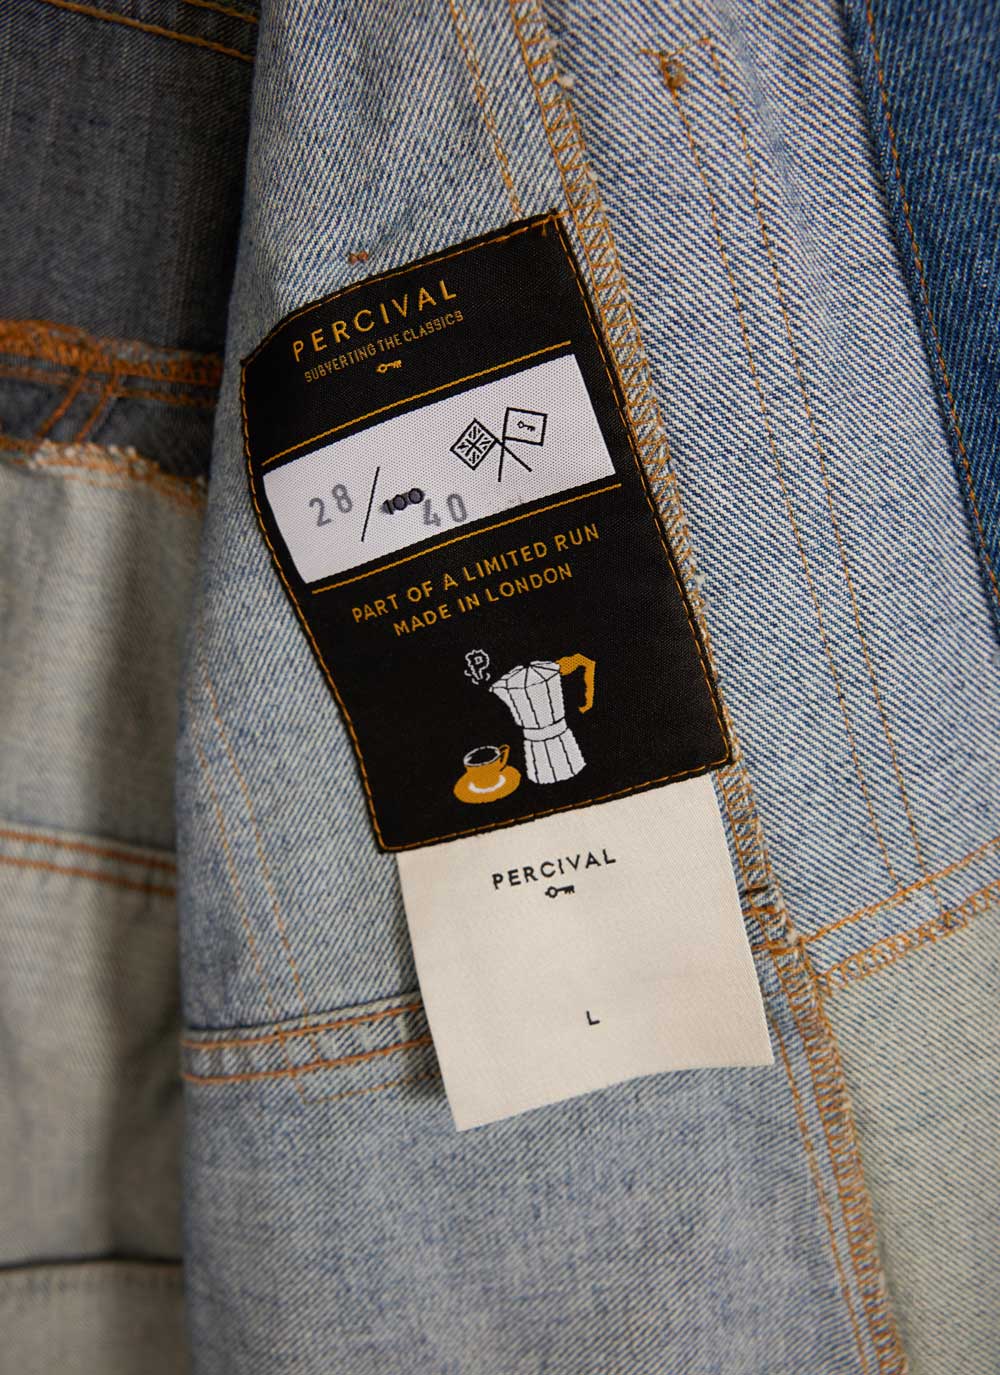 PERCIVAL
SUBVERTING THE CLASSICS
28/100 40
PART OF A LIMITED RUN
MADE IN LONDON
P
PERCIVAL
L